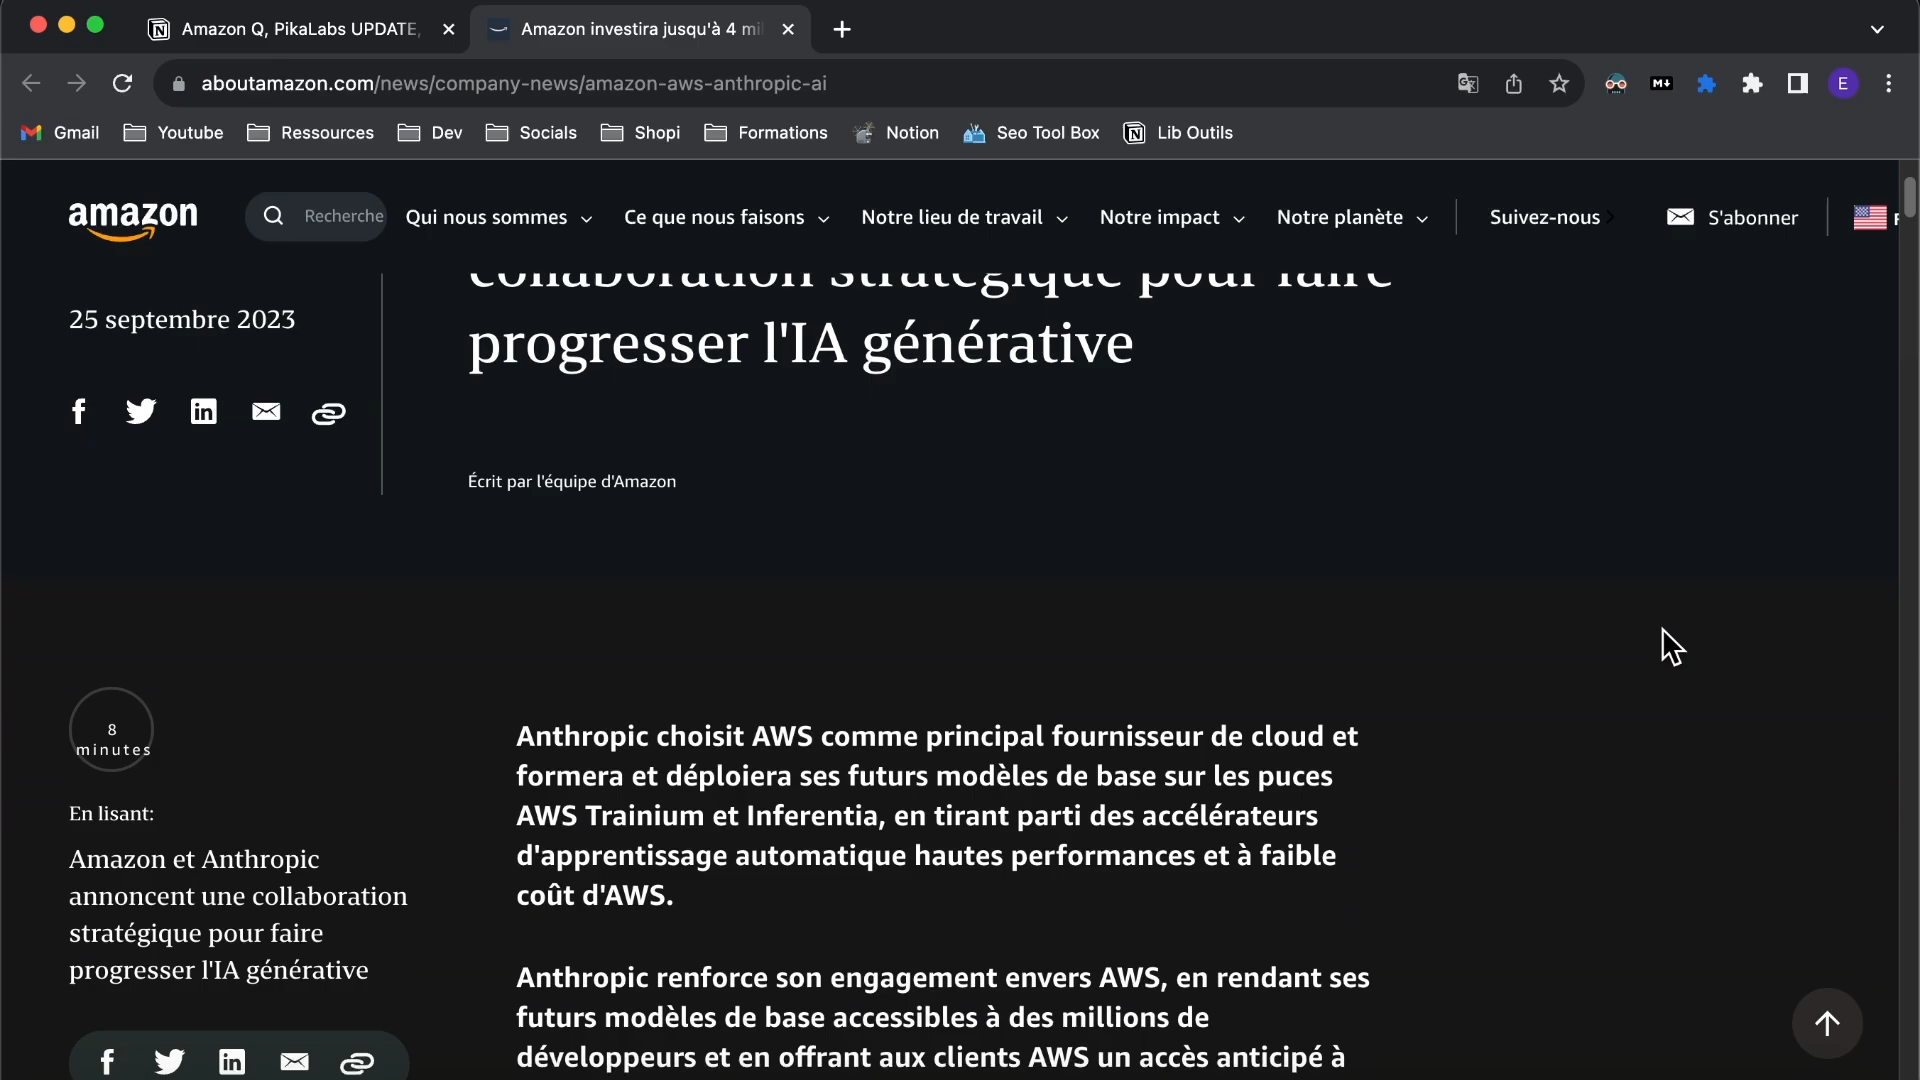 Amazon Q, PikaLabs UPDATE,
Amazon investira jusqu'à 4 mil
aboutamazon.com/news/company-news/amazon-aws-anthropic-ai
M↓
E
Gmail Youtube Ressources Dev Socials Shopi Formations Notion Seo Tool Box Lib Outils
amazon
Recherche
Qui nous sommes Ce que nous faisons Notre lieu de travail Notre impact Notre planète Suivez-nous S'abonner
collaboration stratégique pour faire
progresser l'IA générative
25 septembre 2023
Écrit par l'équipe d'Amazon
8
minutes
En lisant:
Amazon et Anthropic
annoncent une collaboration
stratégique pour faire
progresser l'IA générative
Anthropic choisit AWS comme principal fournisseur de cloud et
formera et déploiera ses futurs modèles de base sur les puces
AWS Trainium et Inferentia, en tirant parti des accélérateurs
d'apprentissage automatique hautes performances et à faible
coût d'AWS.
Anthropic renforce son engagement envers AWS, en rendant ses
futurs modèles de base accessibles à des millions de
développeurs et en offrant aux clients AWS un accès anticipé à